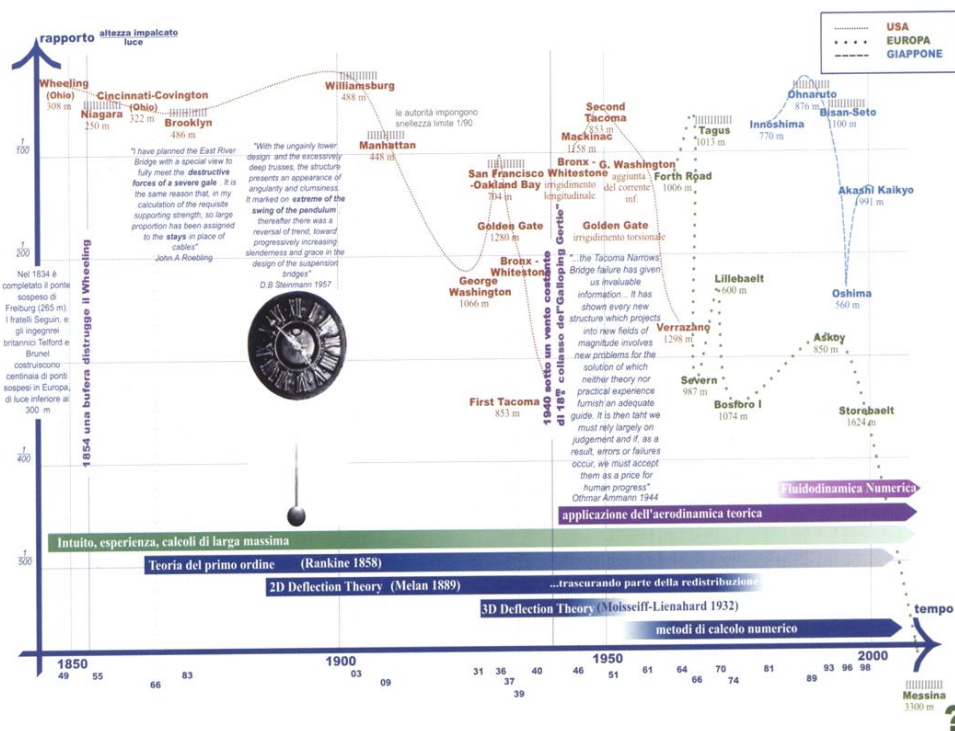 rapporto altezza impalcato
luce
USA
EUROPA
GIAPPONE
Wheeling
(Ohio)
308 m
Niagara
250 m
Cincinnati-Covington
(Ohio)
322 m
Brooklyn
486 m
Williamsburg
488 m
Manhattan
448 m
le autorità impongono
snellezza limite 1/90
San Francisco
-Oakland Bay
704 m
Golden Gate
1280 m
Bronx -
Whitestone
George
Washington
1066 m
First Tacoma
853 m
Second
Tacoma
853 m
Mackinac
1158 m
Bronx -
Whitestone
irrigidimento
longitudinale
G. Washington
aggiunta
del corrente
inf.
Golden Gate
irrigidimento torsionale
Verrazano
1298 m
Tagus
1013 m
Forth Road
1006 m
Lillebaelt
600 m
Severn
987 m
Bosforo I
1074 m
Askoy
850 m
Storebaelt
1624 m
Ohnaruto
876 m
Innoshima
770 m
Bisan-Seto
1100 m
Akashi Kaikyo
1991 m
Oshima
560 m
1
100
1
200
1
400
1
500
Nel 1834 è
completato il ponte
sospeso di
Freiburg (265 m).
I fratelli Seguin, e
gli ingegnrei
britannici Telford e
Brunel
costruiscono
centinaia di ponti
sospesi in Europa,
di luce inferiore ai
300 m
1854 una bufera distrugge il Wheeling
"I have planned the East River
Bridge with a special view to
fully meet the destructive
forces of a severe gale . It is
the same reason that, in my
calculation of the requisite
supporting strength, so large
proportion has been assigned
to the stays in place of
cables"
John A.Roebling
"With the ungainly tower
design and the excessively
deep trusses, the structure
presents an appearance of
angularity and clumsiness.
It marked on extreme of the
swing of the pendulum ;
thereafter there was a
reversal of trend, toward
progressively increasing
slenderness and grace in the
design of the suspension
bridges"
D.B Steinmann 1957
1940 sotto un vento costante
collasso del"Galloping Gertie"
"...the Tacoma Narrows
Bridge failure has given
us invaluable
information... It has
shown every new
structure which projects
into new fields of
magnitude involves
new problems for the
solution of which
neither theory nor
practical experience
furnish an adequate
guide. It is then taht we
must rely largely on
judgement and if, as a
result, errors or failures
occur, we must accept
them as a price for
human progress"
Othmar Ammann 1944
Fluidodinamica Numerica
applicazione dell'aerodinamica teorica
Intuito, esperienza, calcoli di larga massima
Teoria del primo ordine (Rankine 1858)
2D Deflection Theory (Melan 1889) ...trascurando parte della redistribuzione
3D Deflection Theory (Moisseiff-Lienahard 1932)
metodi di calcolo numerico
tempo
1850 1900 1950 2000
49 55 66 83 03 09 31 36 37 39 40 46 51 61 64 66 70 74 81 89 93 96 98
Messina
3300 m
?